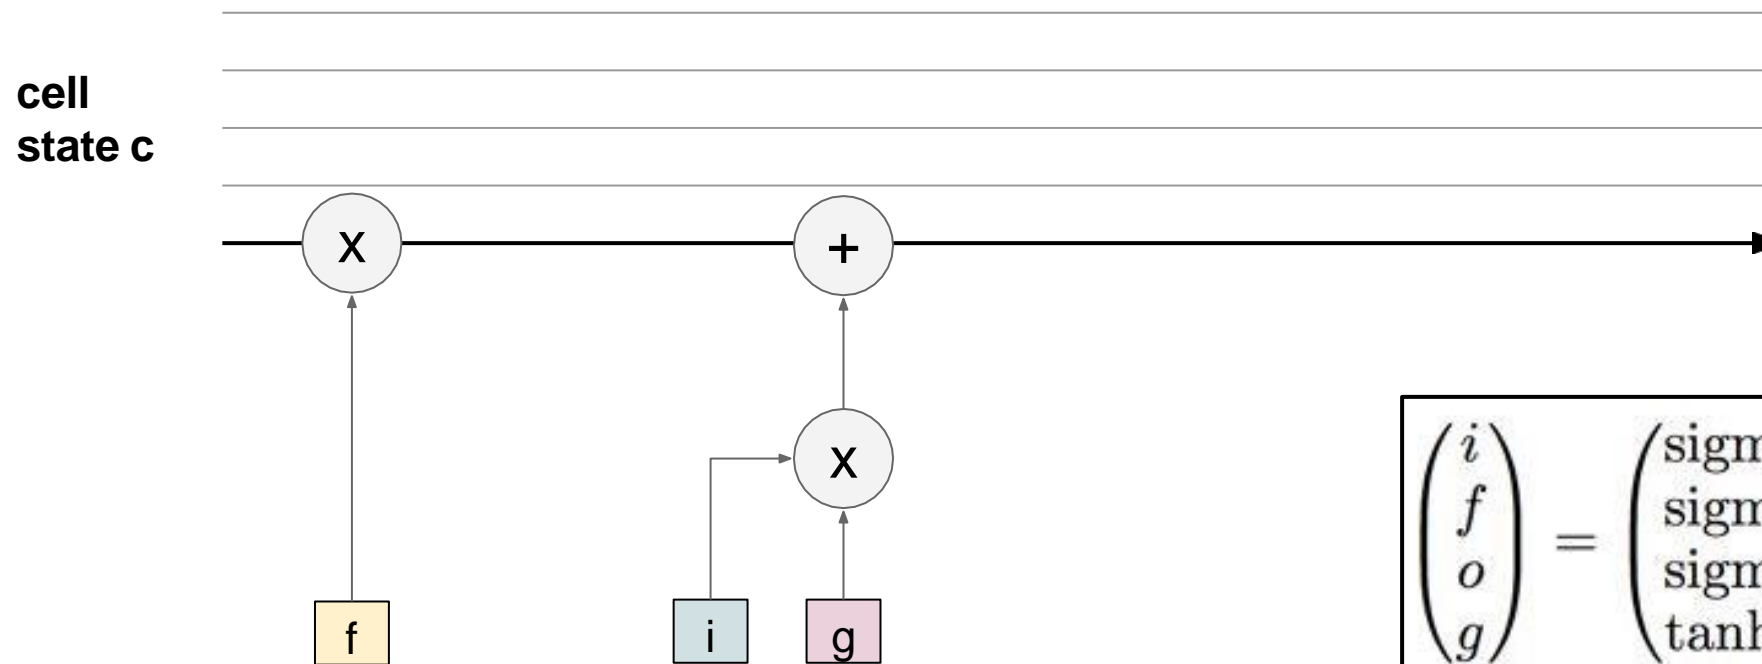 cell
state c
x
+
x
f
i
g
i
f
o
g
=
sigm
sigm
sigm
tanh